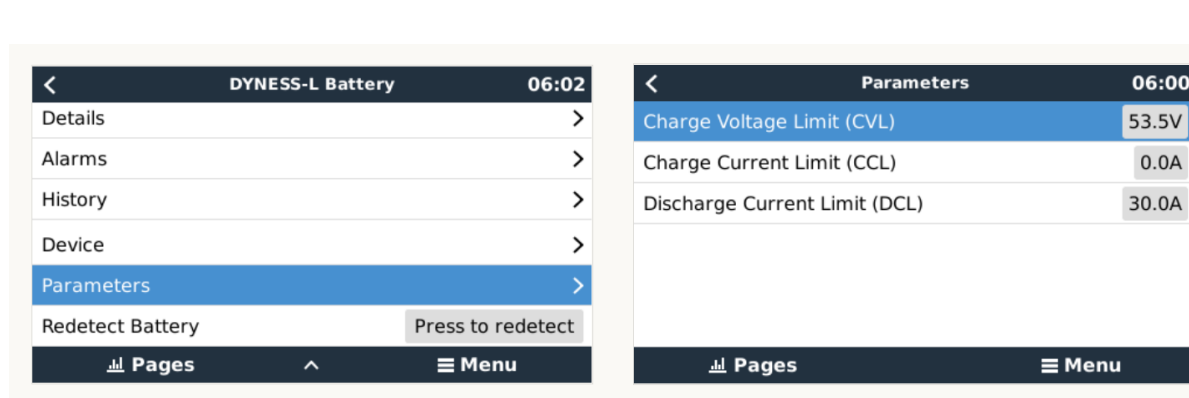 DYNESS-L Battery 06:02
Details
Alarms
History
Device
Parameters
Redetect Battery Press to redetect
Pages Menu
Parameters 06:00
Charge Voltage Limit (CVL) 53.5V
Charge Current Limit (CCL) 0.0A
Discharge Current Limit (DCL) 30.0A
Pages Menu